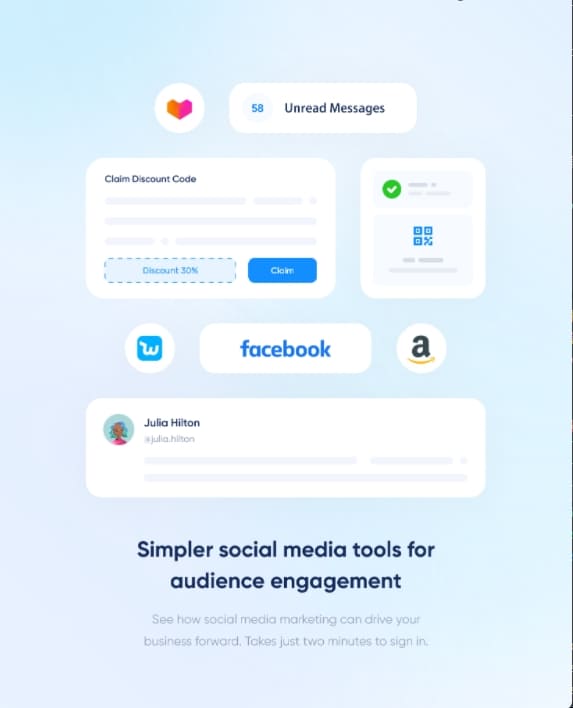 58 Unread Messages
Claim Discount Code
Discount 30% Claim
facebook
a
Julia Hilton
@julia.hilton
Simpler social media tools for
audience engagement
See how social media marketing can drive your
business forward. Takes just two minutes to sign in.